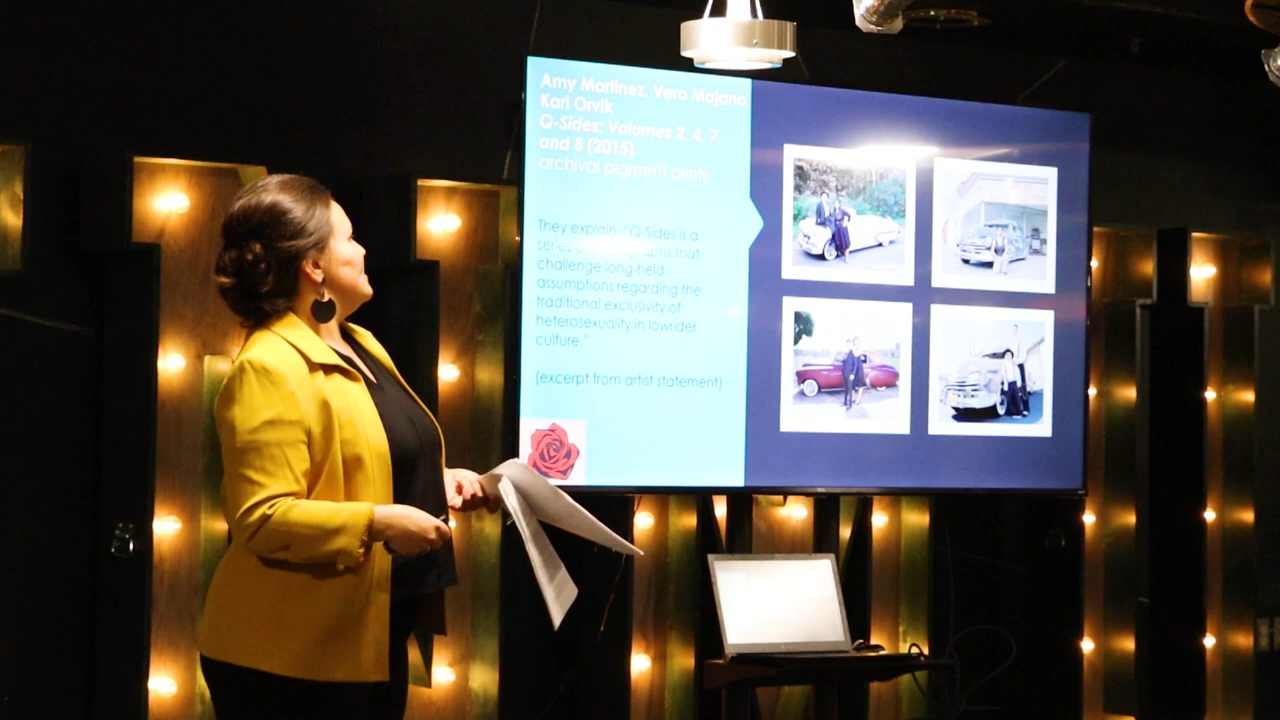 Amy Martinez, Vero Majano,
Kari Orvik
Q-Sides: Volumes 2, 4, 7,
and 8 (2015)
archival pigment prints
They explain, "Q-Sides is a
series that
challenge long-held
assumptions regarding the
traditional exclusivity of
heterosexuality in lowrider
culture."
(excerpt from artist statement)